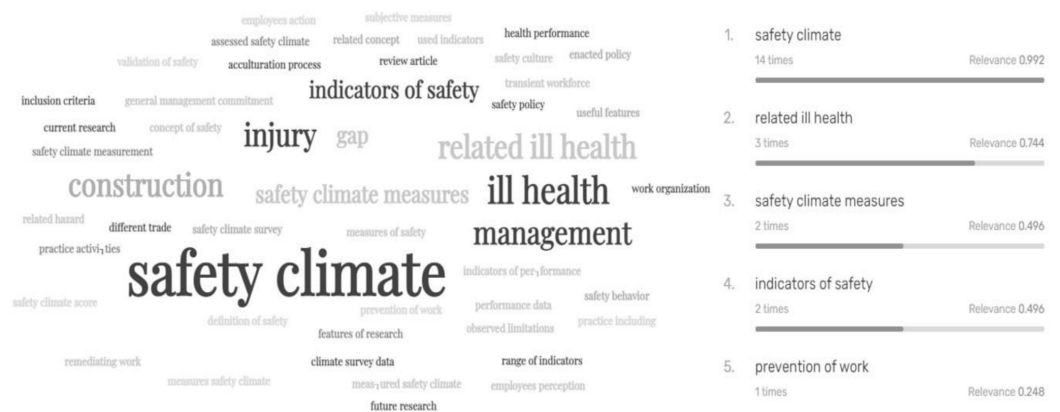 employees action
subjective measures
assessed safety climate
related concept
used indicators
health performance
validation of safety
acculturation process
review article
safety culture
enacted policy
indicators of safety
transient workforce
inclusion criteria
general management commitment
safety policy
useful features
current research
concept of safety
injury
gap
related ill health
safety climate measurement
construction
safety climate measures
ill health
work organization
related hazard
different trade
safety climate survey
measures of safety
management
practice activities
safety climate
indicators of performance
safety climate score
prevention of work
performance data
safety behavior
definition of safety
features of research
observed limitations
practice including
remediating work
climate survey data
range of indicators
measures safety climate
measured safety climate
employees perception
future research
1. safety climate
14 times Relevance 0.992
2. related ill health
3 times Relevance 0.744
3. safety climate measures
2 times Relevance 0.496
4. indicators of safety
2 times Relevance 0.496
5. prevention of work
1 times Relevance 0.248